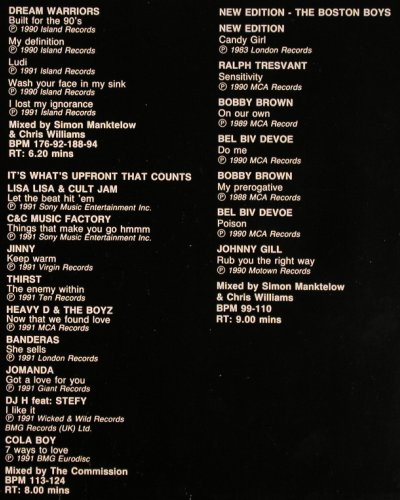 DREAM WARRIORS
Built for the 90's
℗ 1990 Island Records
My definition
℗ 1990 Island Records
Ludi
℗ 1991 Island Records
Wash your face in my sink
℗ 1990 Island Records
I lost my ignorance
℗ 1991 Island Records
Mixed by Simon Manktelow
& Chris Williams
BPM 176-92-188-94
RT: 6.20 mins
IT'S WHAT'S UPFRONT THAT COUNTS
LISA LISA & CULT JAM
Let the beat hit 'em
℗ 1991 Sony Music Entertainment Inc.
C&C MUSIC FACTORY
Things that make you go hmmm
℗ 1991 Sony Music Entertainment Inc.
JINNY
Keep warm
℗ 1991 Virgin Records
THIRST
The enemy within
℗ 1991 Ten Records
HEAVY D & THE BOYZ
Now that we found love
℗ 1991 MCA Records
BANDERAS
She sells
℗ 1991 London Records
JOMANDA
Got a love for you
℗ 1991 Giant Records
DJ H feat: STEFY
I like it
℗ 1991 Wicked & Wild Records
BMG Records (UK) Ltd.
COLA BOY
7 ways to love
℗ 1991 BMG Eurodisc
Mixed by The Commission
BPM 113-124
RT: 8.00 mins
NEW EDITION - THE BOSTON BOYS
NEW EDITION
Candy Girl
℗ 1983 London Records
RALPH TRESVANT
Sensitivity
℗ 1990 MCA Records
BOBBY BROWN
On our own
℗ 1989 MCA Record
BEL BIV DEVOE
Do me
℗ 1990 MCA Records
BOBBY BROWN
My prerogative
℗ 1988 MCA Records
BEL BIV DEVOE
Poison
℗ 1990 MCA Records
JOHNNY GILL
Rub you the right way
℗ 1990 Motown Records
Mixed by Simon Manktelow
& Chris Williams
BPM 99-110
RT: 9.00 mins